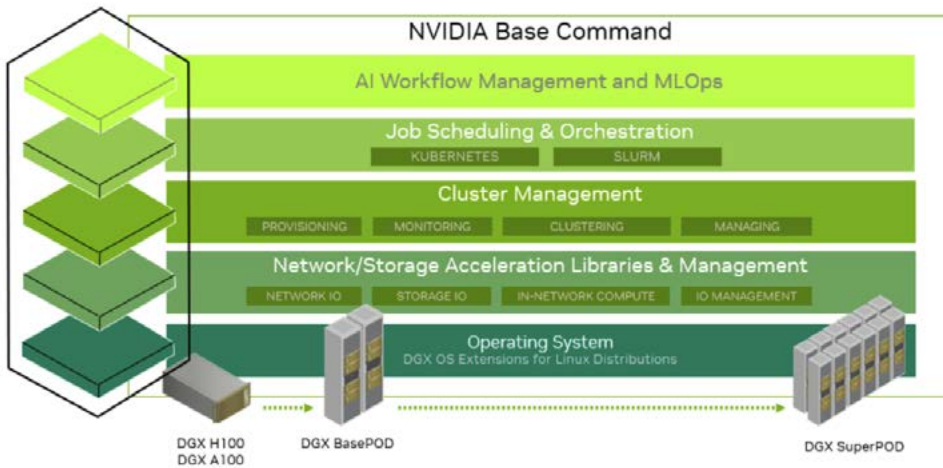 NVIDIA Base Command
AI Workflow Management and MLOps
Job Scheduling & Orchestration
KUBERNETES SLURM
Cluster Management
PROVISIONING MONITORING CLUSTERING MANAGING
Network/Storage Acceleration Libraries & Management
NETWORK IO STORAGE IO IN-NETWORK COMPUTE IO MANAGEMENT
Operating System
DGX OS Extensions for Linux Distributions
DGX H100
DGX A100
DGX BasePOD
DGX SuperPOD